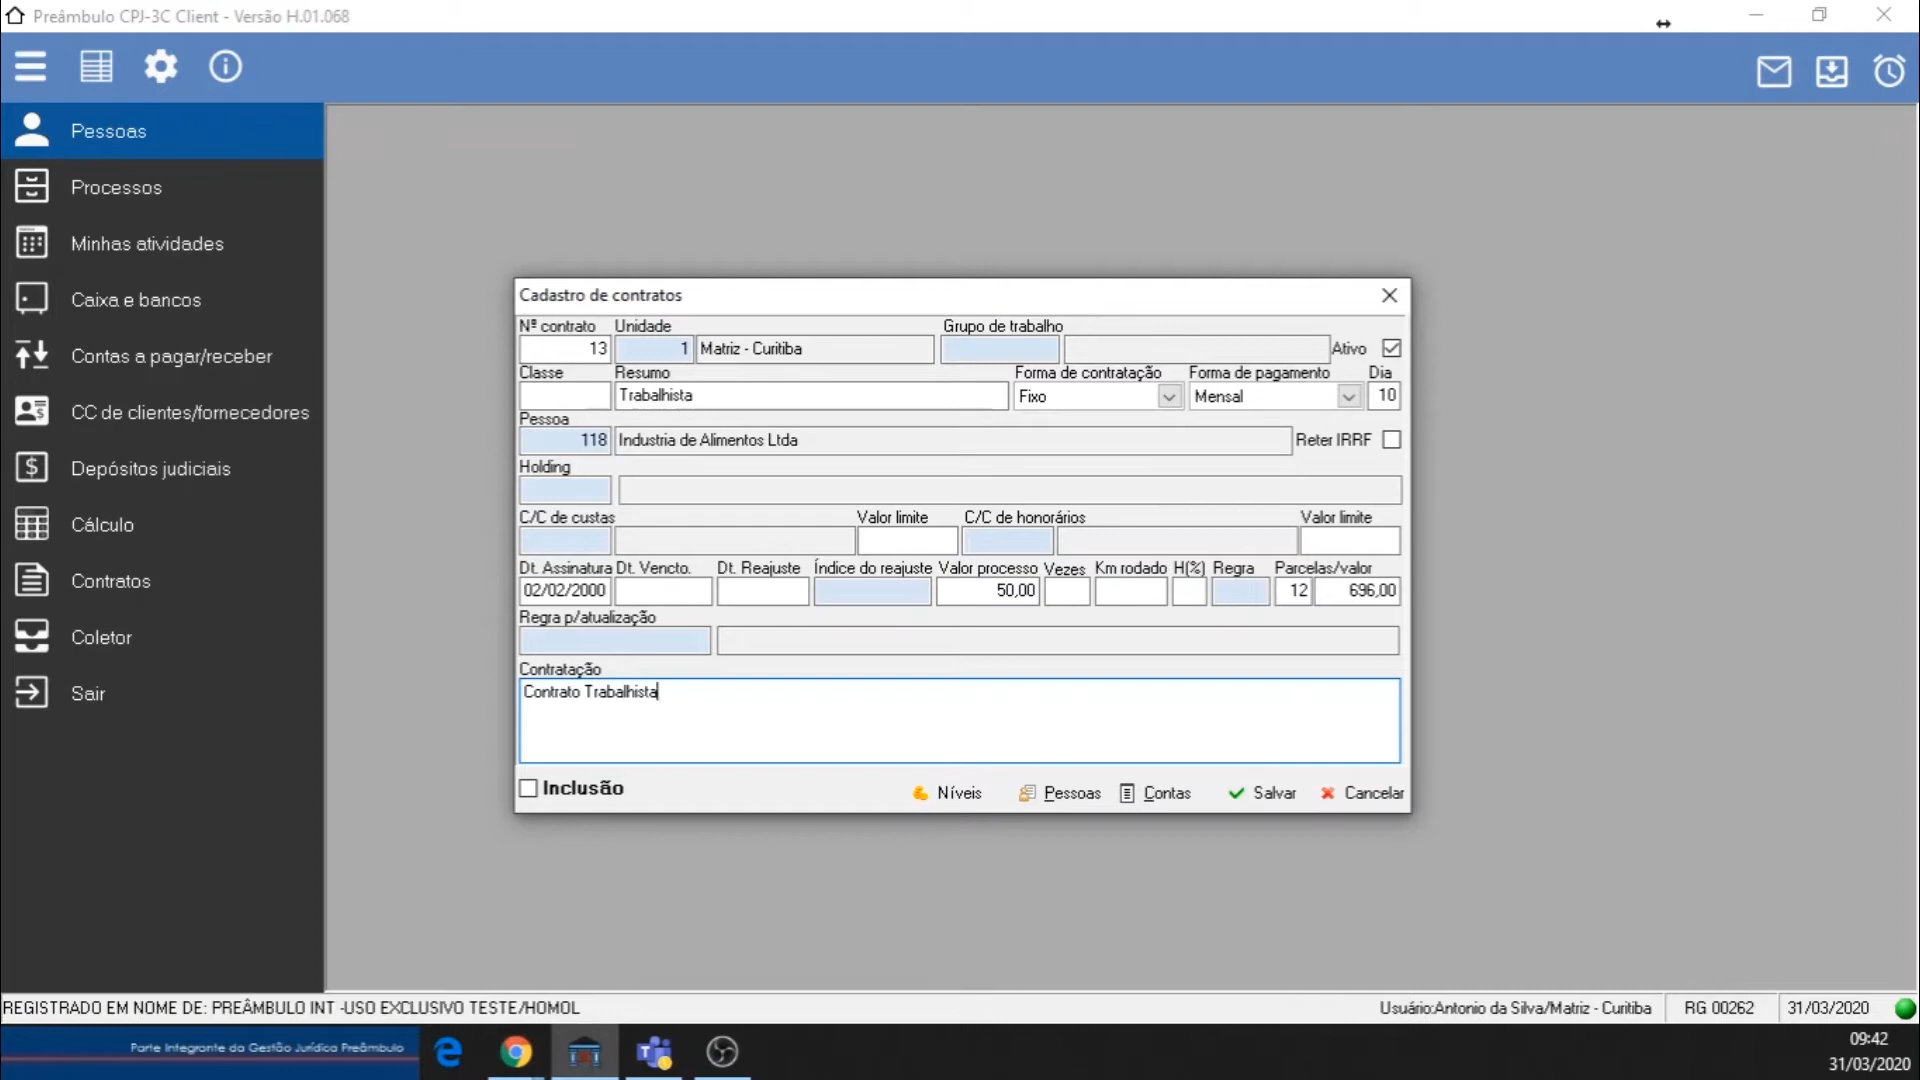 Preâmbulo CPJ-3C Client - Versão H.01.068
Pessoas
Processos
Minhas atividades
Caixa e bancos
Contas a pagar/receber
CC de clientes/fornecedores
Depósitos judiciais
Cálculo
Contratos
Coletor
Sair
Cadastro de contratos
Nº contrato Unidade Grupo de trabalho
13 1 Matriz - Curitiba Ativo
Classe Resumo Forma de contratação Forma de pagamento Dia
Trabalhista Fixo Mensal 10
Pessoa
118 Industria de Alimentos Ltda Reter IRRF
Holding
C/C de custas Valor limite C/C de honorários Valor limite
Dt. Assinatura Dt. Vencto. Dt. Reajuste Índice do reajuste Valor processo Vezes Km rodado H(%) Regra Parcelas/valor
02/02/2000 50,00 12 696,00
Regra p/atualização
Contratação
Contrato Trabalhista
Inclusão Níveis Pessoas Contas Salvar Cancelar
REGISTRADO EM NOME DE: PREÂMBULO INT -USO EXCLUSIVO TESTE/HOMOL Usuário:Antonio da Silva/Matriz - Curitiba RG 00262 31/03/2020
Parte Integrante da Gestão Jurídica Preâmbulo
09:42
31/03/2020